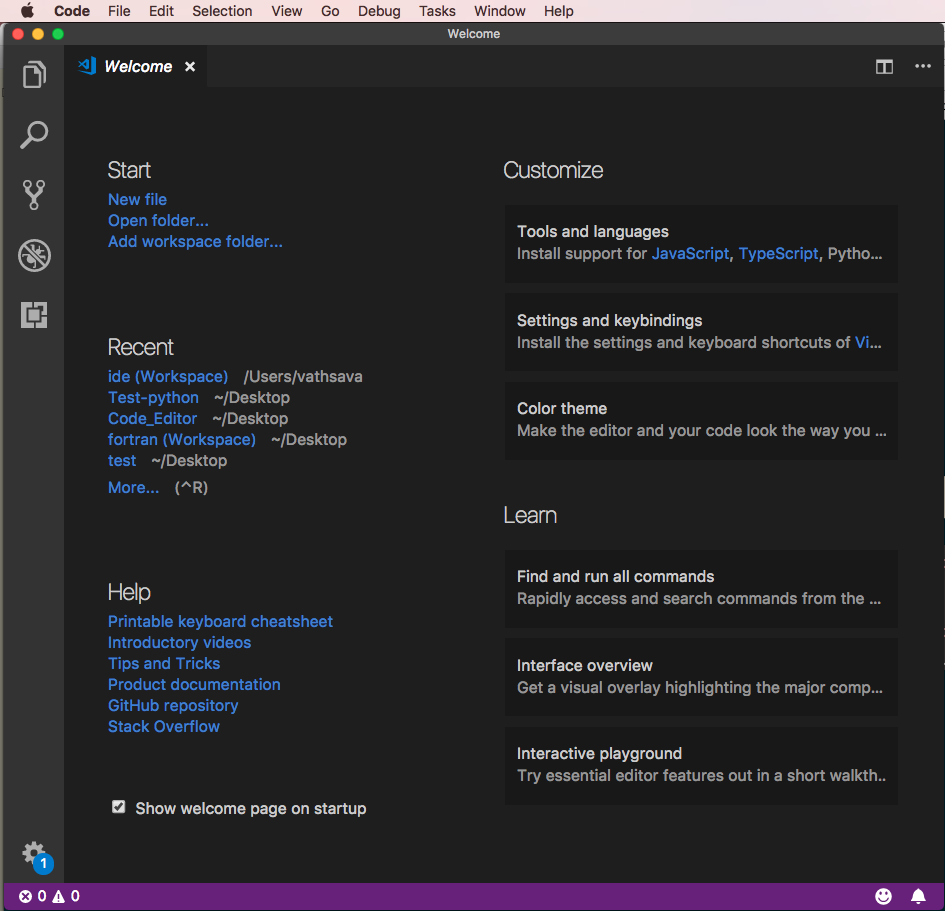 Code File Edit Selection View Go Debug Tasks Window Help
Welcome
Welcome ×
Start
New file
Open folder...
Add workspace folder...
Recent
ide (Workspace) /Users/vathsava
Test-python ~/Desktop
Code_Editor ~/Desktop
fortran (Workspace) ~/Desktop
test ~/Desktop
More... (^R)
Help
Printable keyboard cheatsheet
Introductory videos
Tips and Tricks
Product documentation
GitHub repository
Stack Overflow
Show welcome page on startup
Customize
Tools and languages
Install support for JavaScript, TypeScript, Pytho...
Settings and keybindings
Install the settings and keyboard shortcuts of Vi...
Color theme
Make the editor and your code look the way you ...
Learn
Find and run all commands
Rapidly access and search commands from the ...
Interface overview
Get a visual overlay highlighting the major comp...
Interactive playground
Try essential editor features out in a short walkth..
1
0 0